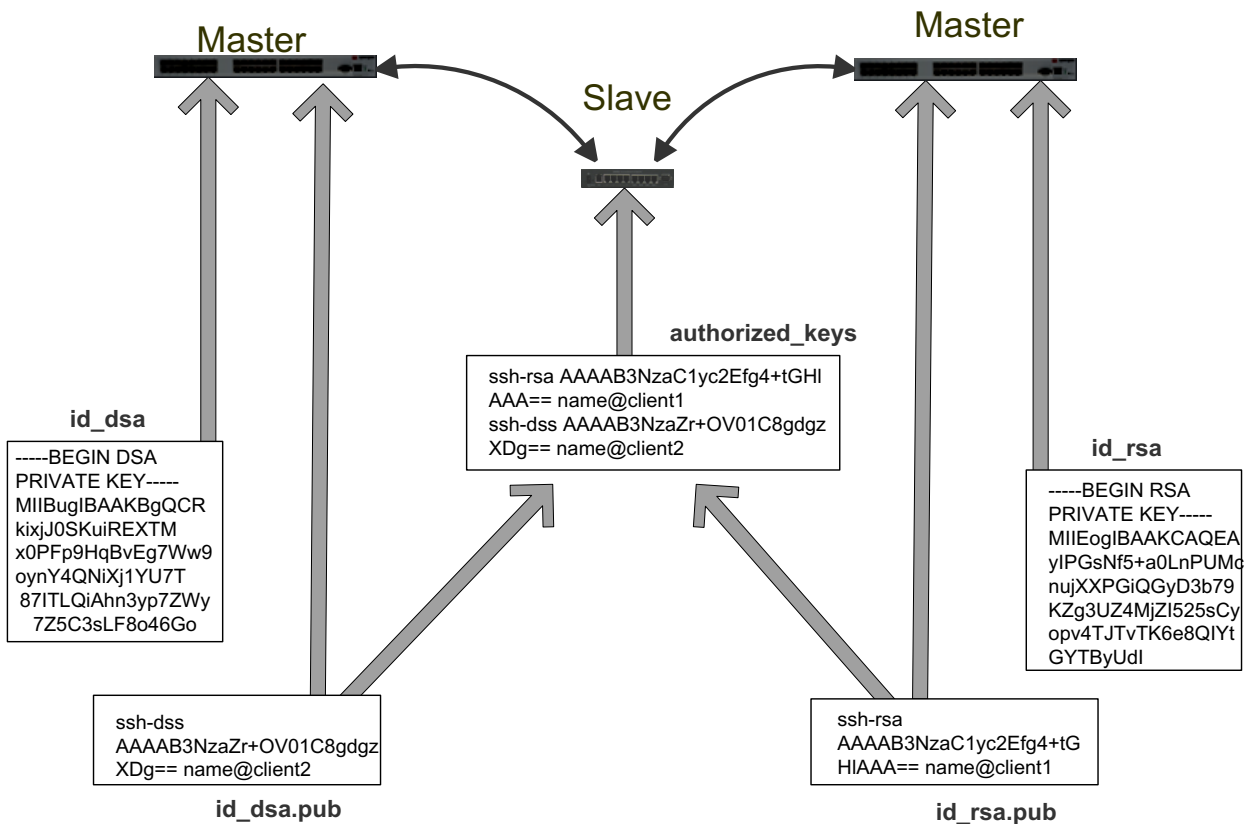 Master
Master
Slave
authorized_keys
ssh-rsa AAAAB3NzaC1yc2Efg4+tGHl
AAA== name@client1
ssh-dss AAAAB3NzaZr+OV01C8gdgz
XDg== name@client2
id_dsa
-----BEGIN DSA
PRIVATE KEY-----
MIIBugIBAAKBgQCR
kixjJ0SKuiREXTM
x0PFp9HqBvEg7Ww9
oynY4QNiXj1YU7T
87ITLQiAhn3yp7ZWy
7Z5C3sLF8o46Go
id_rsa
-----BEGIN RSA
PRIVATE KEY-----
MIIEogIBAAKCAQEA
yIPGsNf5+a0LnPUMc
nujXXPGiQGyD3b79
KZg3UZ4MjZI525sCy
opv4TJTvTK6e8QIYt
GYTByUdI
ssh-dss
AAAAB3NzaZr+OV01C8gdgz
XDg== name@client2
id_dsa.pub
ssh-rsa
AAAAB3NzaC1yc2Efg4+tG
HlAAA== name@client1
id_rsa.pub